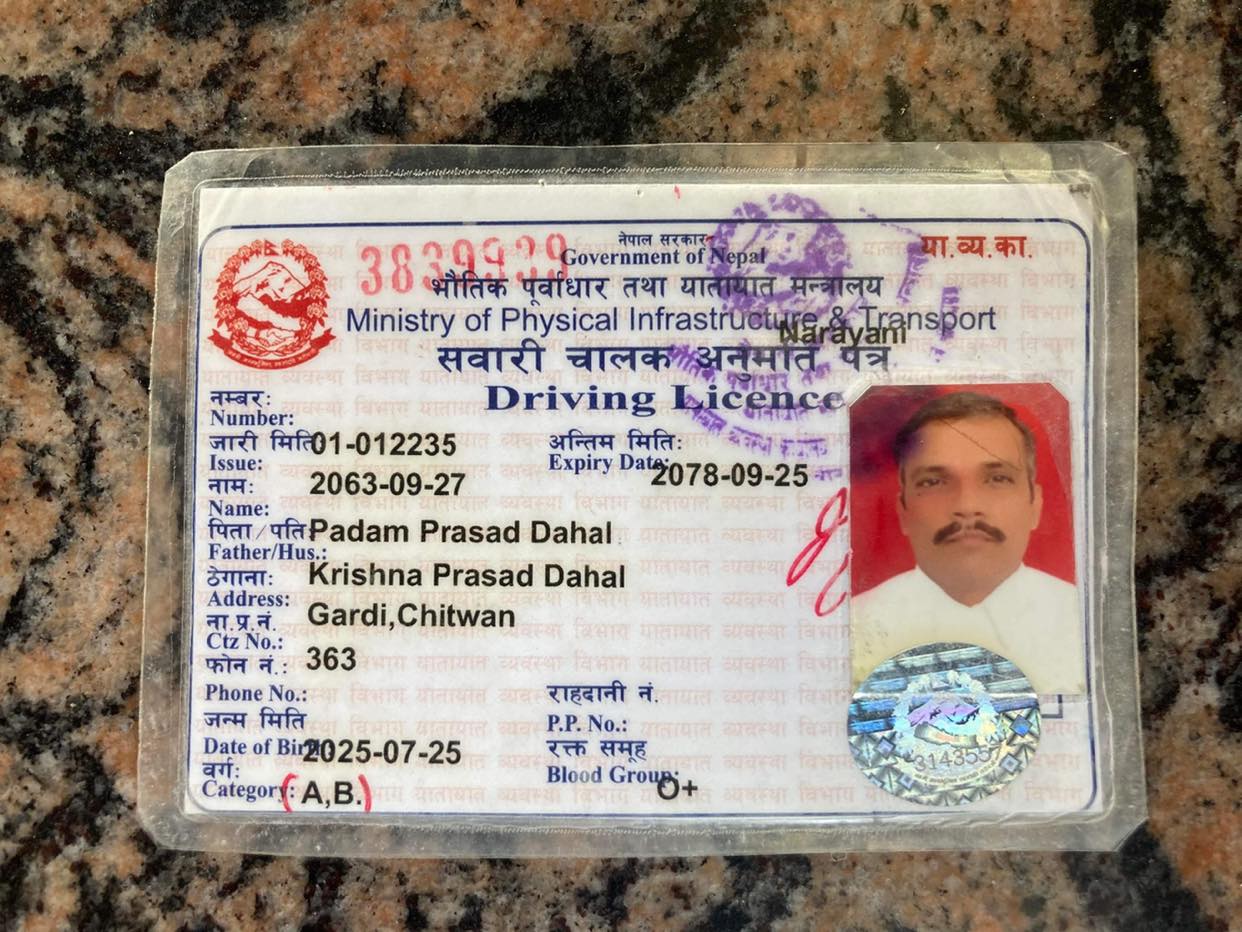 3839939
नेपाल सरकार
Government of Nepal
या.व्य.का.
भौतिक पूर्वाधार तथा यातायात मन्त्रालय
Ministry of Physical Infrastructure & Transport
Narayani
सवारी चालक अनुमति पत्र
Driving Licence
नम्बर:
Number: 01-012235
जारी मिति
Issue: 2063-09-27
अन्तिम मिति:
Expiry Date: 2078-09-25
नाम:
Name: Padam Prasad Dahal
पिता/पति
Father/Hus.: Krishna Prasad Dahal
ठेगाना:
Address: Gardi,Chitwan
ना.प्र.नं.
Ctz No.: 363
फोन नं.:
Phone No.:
राहदानी नं.
P.P. No.:
जन्म मिति
Date of Birth: 2025-07-25
रक्त समूह
Blood Group: O+
वर्ग:
Category: (A,B.)